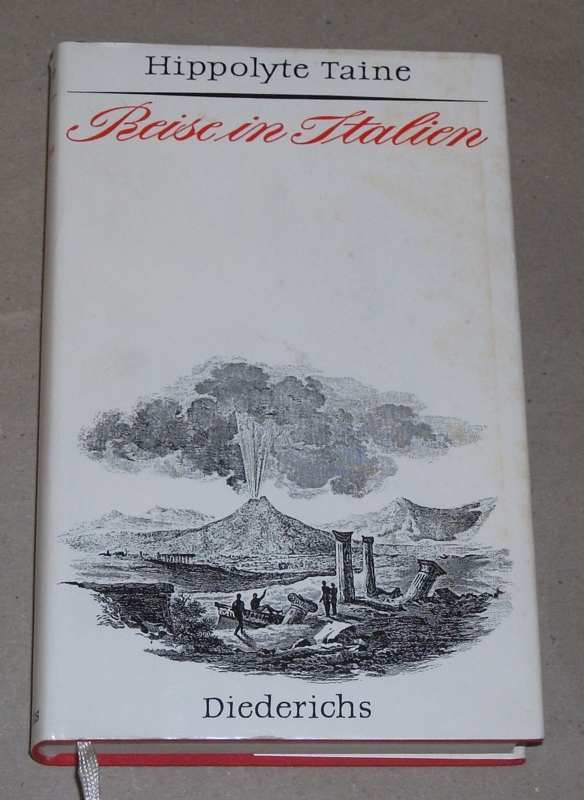 Hippolyte Taine
Reise in Italien
Diederichs